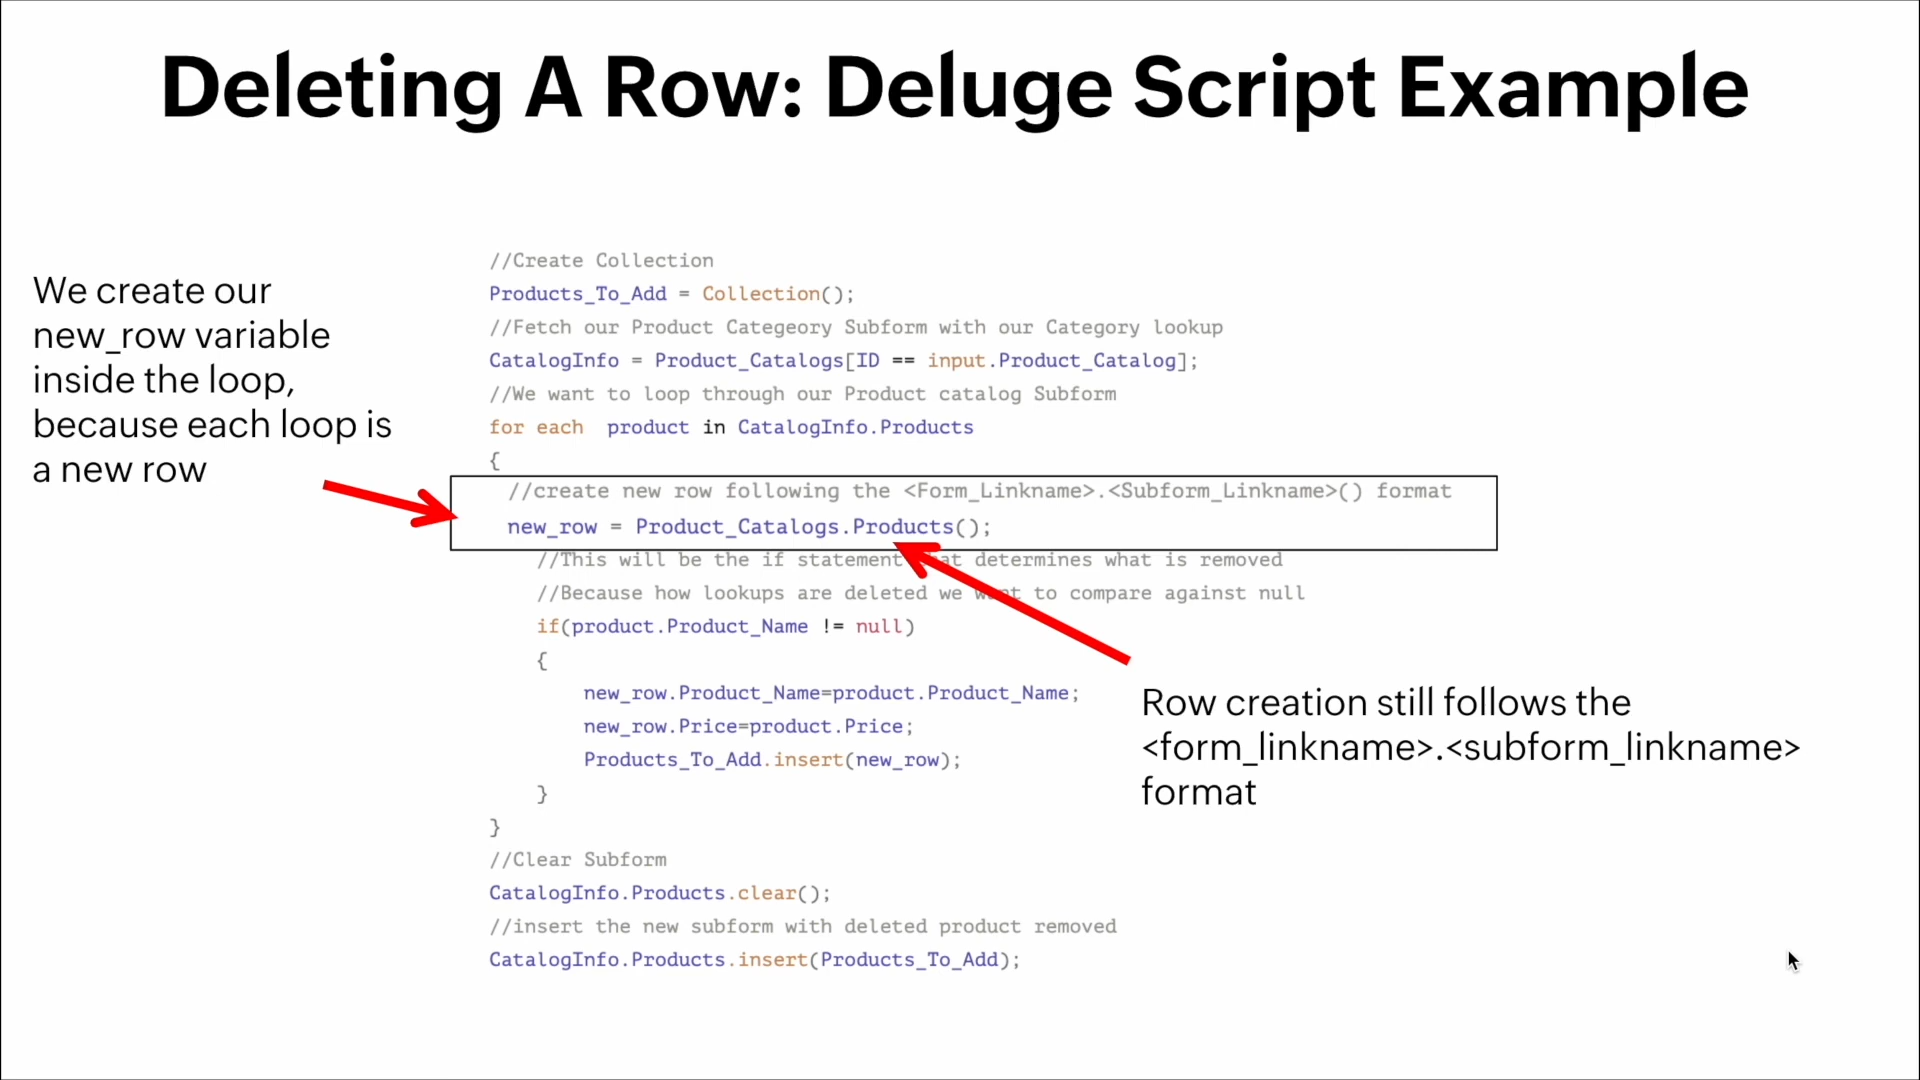 Deleting A Row: Deluge Script Example
We create our
new_row variable
inside the loop,
because each loop is
a new row
//Create Collection
Products_To_Add = Collection();
//Fetch our Product Categeory Subform with our Category lookup
CatalogInfo = Product_Catalogs[ID == input.Product_Catalog];
//We want to loop through our Product catalog Subform
for each  product in CatalogInfo.Products
{
//create new row following the <Form_Linkname>.<Subform_Linkname>() format
new_row = Product_Catalogs.Products();
//This will be the if statement that determines what is removed
//Because how lookups are deleted we want to compare against null
if(product.Product_Name != null)
{
new_row.Product_Name=product.Product_Name;
new_row.Price=product.Price;
Products_To_Add.insert(new_row);
}
}
//Clear Subform
CatalogInfo.Products.clear();
//insert the new subform with deleted product removed
CatalogInfo.Products.insert(Products_To_Add);
Row creation still follows the
<form_linkname>.<subform_linkname>
format